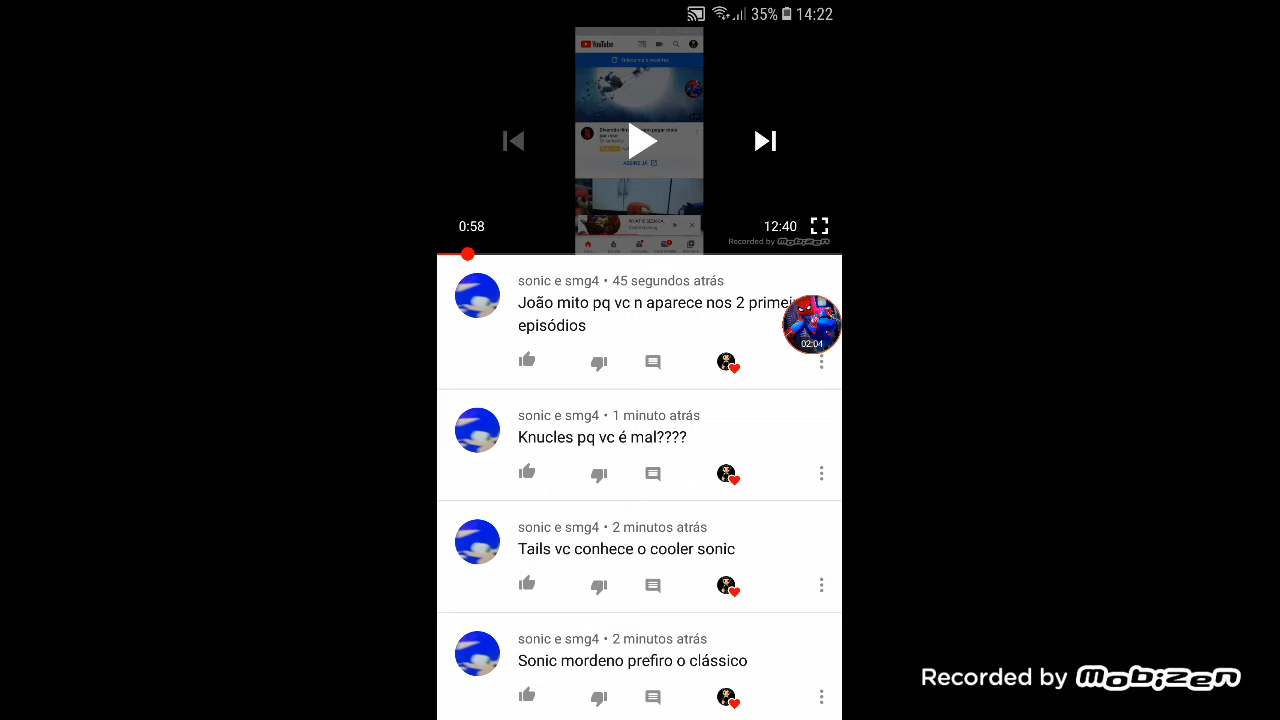 35% 14:22
YouTube
ASSINE JÁ
0:58
12:40
Recorded by mobizen
sonic e smg4 • 45 segundos atrás
João mito pq vc n aparece nos 2 primei
episódios
02:04
sonic e smg4 • 1 minuto atrás
Knucles pq vc é mal????
sonic e smg4 • 2 minutos atrás
Tails vc conhece o cooler sonic
sonic e smg4 • 2 minutos atrás
Sonic mordeno prefiro o clássico
Recorded by mobizen